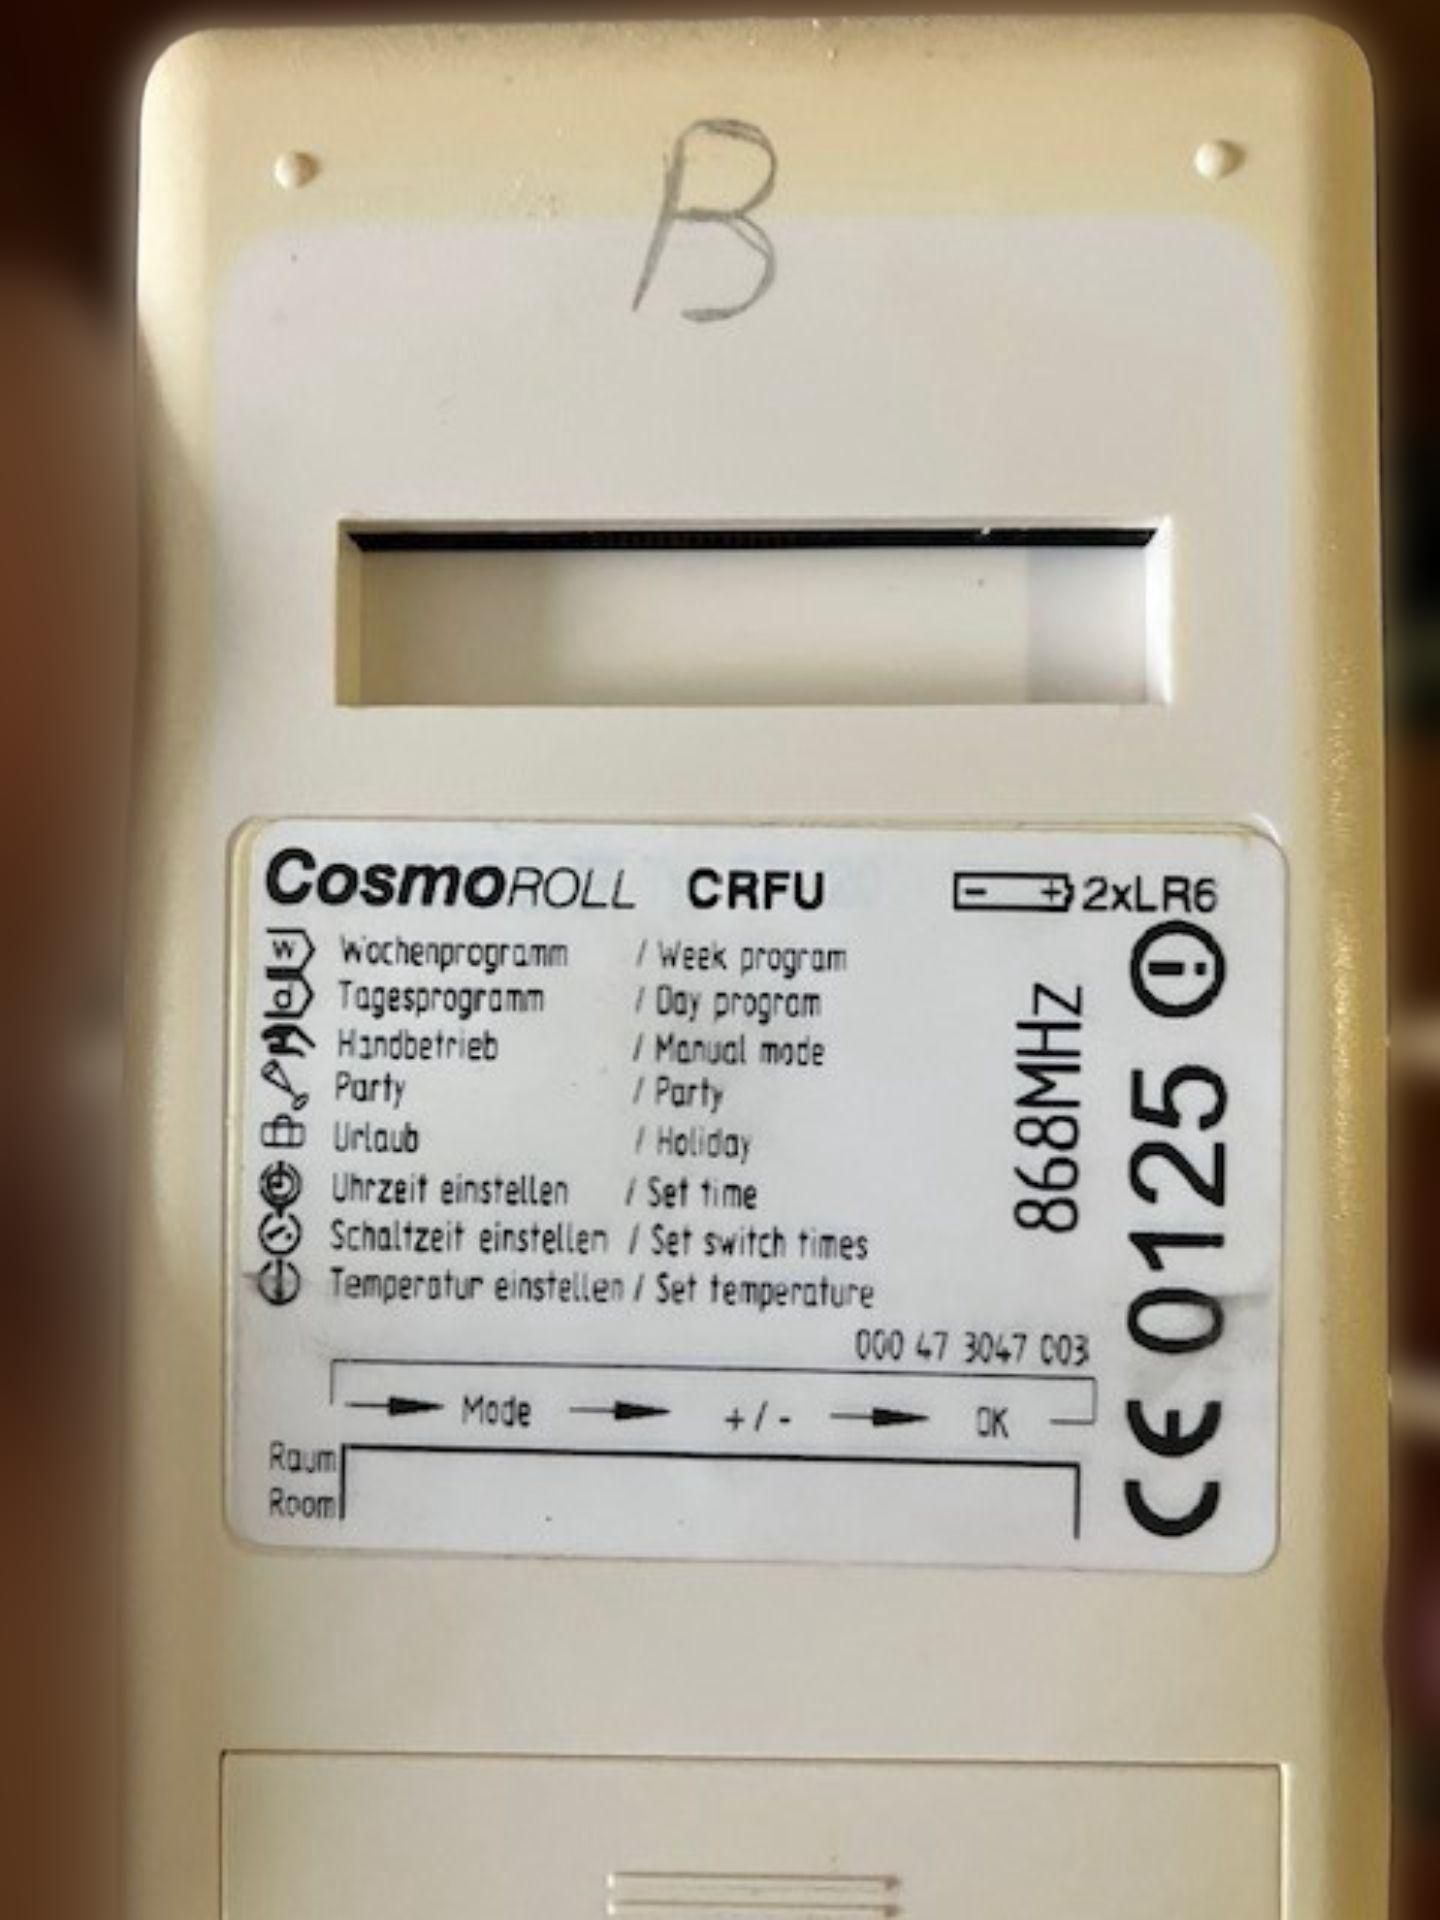 B
CosmoROLL CRFU - + 2xLR6
W Wochenprogramm / Week program
d Tagesprogramm / Day program
Handbetrieb / Manual mode
Party / Party
Urlaub / Holiday
Uhrzeit einstellen / Set time
Schaltzeit einstellen / Set switch times
Temperatur einstellen / Set temperature
868MHz
CE 0125
000 47 3047 003
Mode +/- OK
Raum
Room